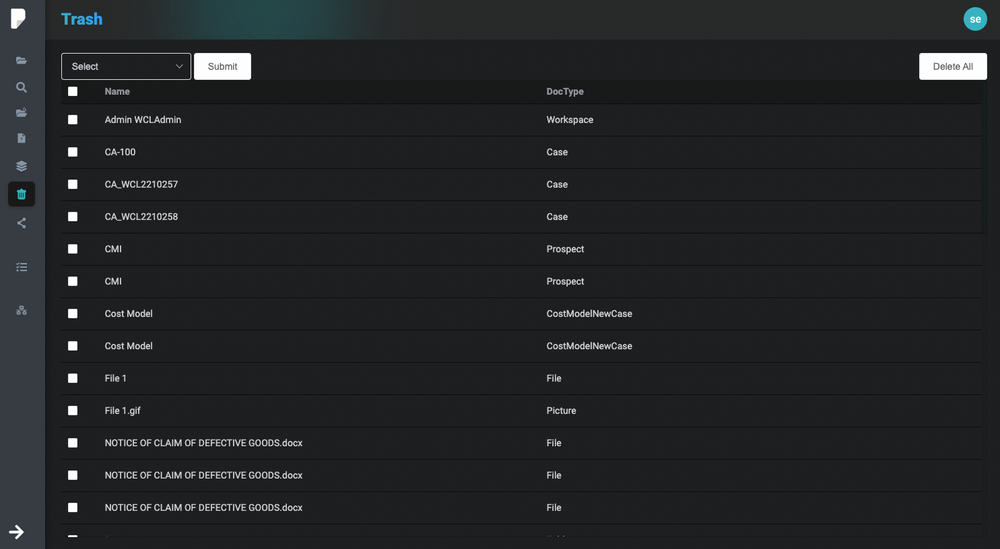 Trash
se
Select
Submit
Delete All
Name DocType
Admin WCLAdmin Workspace
CA-100 Case
CA_WCL2210257 Case
CA_WCL2210258 Case
CMI Prospect
CMI Prospect
Cost Model CostModelNewCase
Cost Model CostModelNewCase
File 1 File
File 1.gif Picture
NOTICE OF CLAIM OF DEFECTIVE GOODS.docx File
NOTICE OF CLAIM OF DEFECTIVE GOODS.docx File
NOTICE OF CLAIM OF DEFECTIVE GOODS.docx File